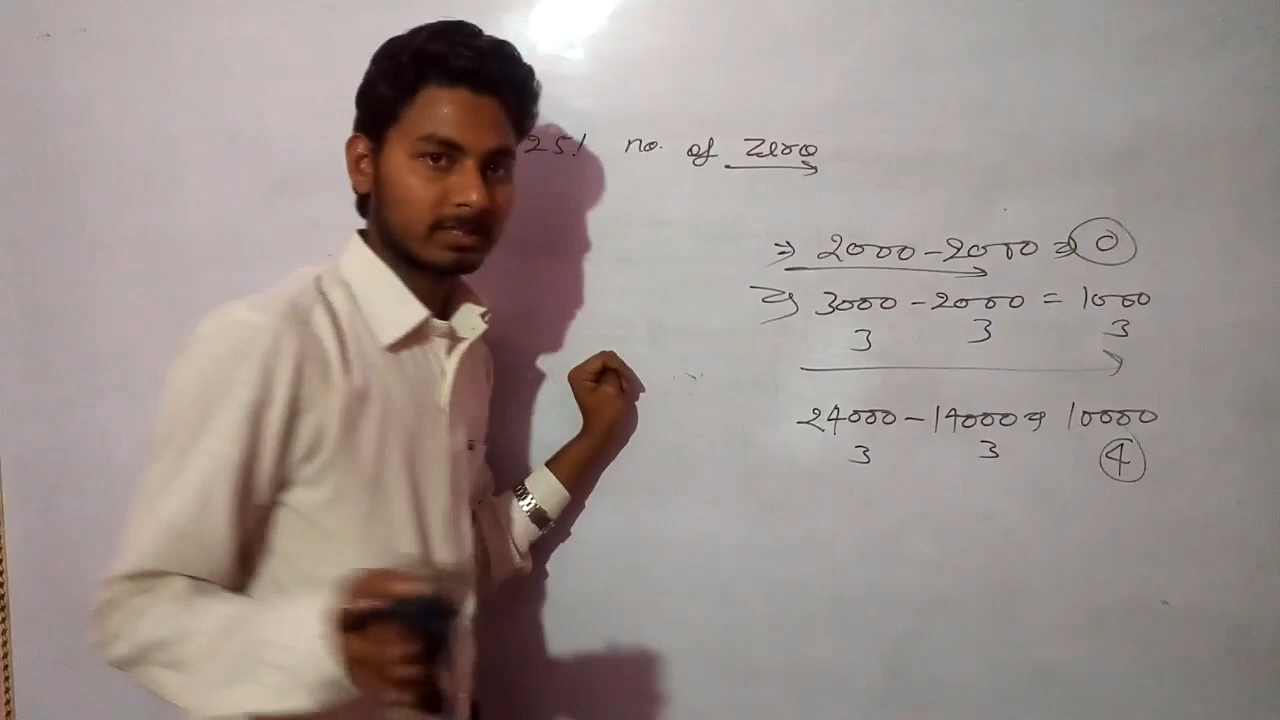 25! no. of Zero
⇒ 2000 - 2000 ⇒ 0
⇒ 3000 - 2000 = 1000
3 3 3
24000 - 14000 ⇒ 10000
3 3 4